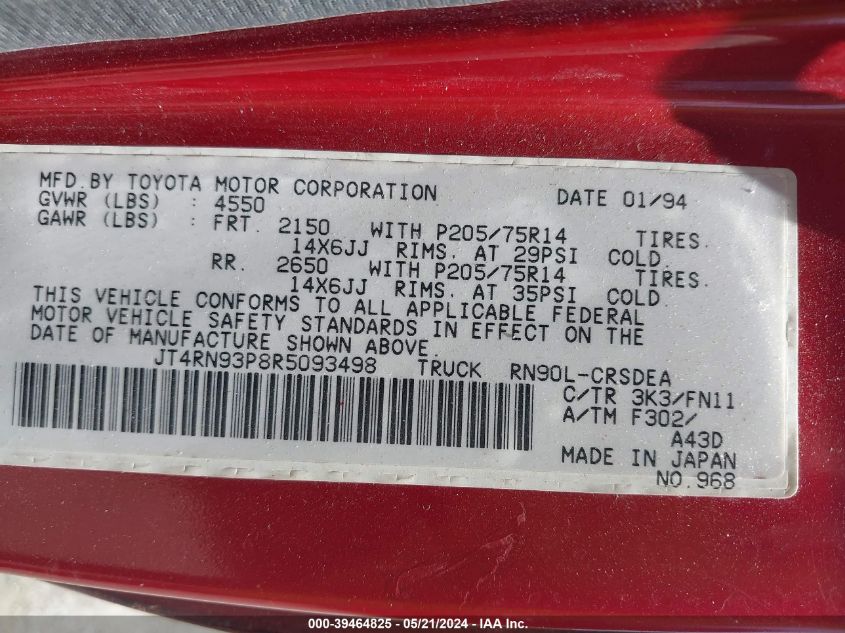 MFD. BY TOYOTA MOTOR CORPORATION DATE 01/94
GVWR (LBS) : 4550
GAWR (LBS) : FRT. 2150 WITH P205/75R14 TIRES.
14X6JJ RIMS. AT 29PSI COLD.
RR. 2650 WITH P205/75R14 TIRES.
14X6JJ RIMS. AT 35PSI COLD.
THIS VEHICLE CONFORMS TO ALL APPLICABLE FEDERAL
MOTOR VEHICLE SAFETY STANDARDS IN EFFECT ON THE
DATE OF MANUFACTURE SHOWN ABOVE.
JT4RN93P8R5093498 TRUCK RN90L-CRSDEA
C/TR 3K3/FN11
A/TM F302/
A43D
MADE IN JAPAN
NO.968
000-39464825 - 05/21/2024 - IAA Inc.